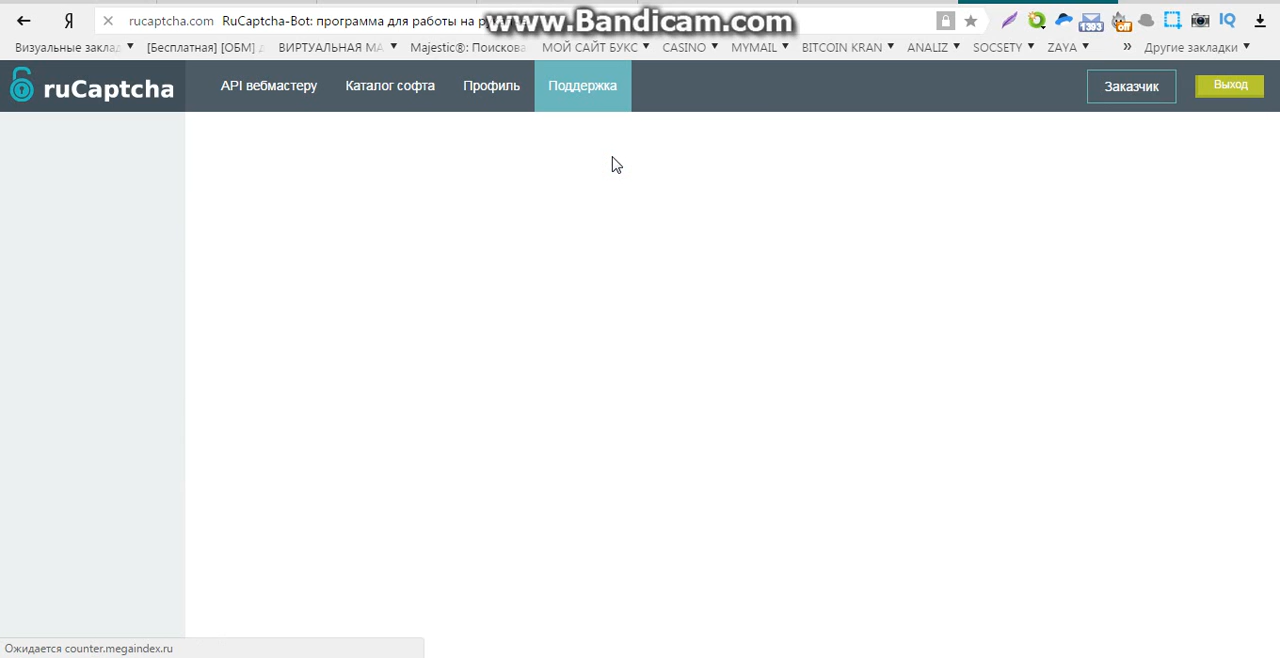 www.Bandicam.com
Я rucaptcha.com RuCaptcha-Bot: программа для работы на IQ
Визуальные заклад [Бесплатная] [ОБМ] ВИРТУАЛЬНАЯ МА Majestic®: Поискова МОЙ САЙТ БУКС CASINO MYMAIL BITCOIN KRAN ANALIZ SOCSETY ZAYA » Другие закладки
ruCaptcha API вебмастеру Каталог софта Профиль Поддержка Заказчик Выход
Ожидается counter.megaindex.ru